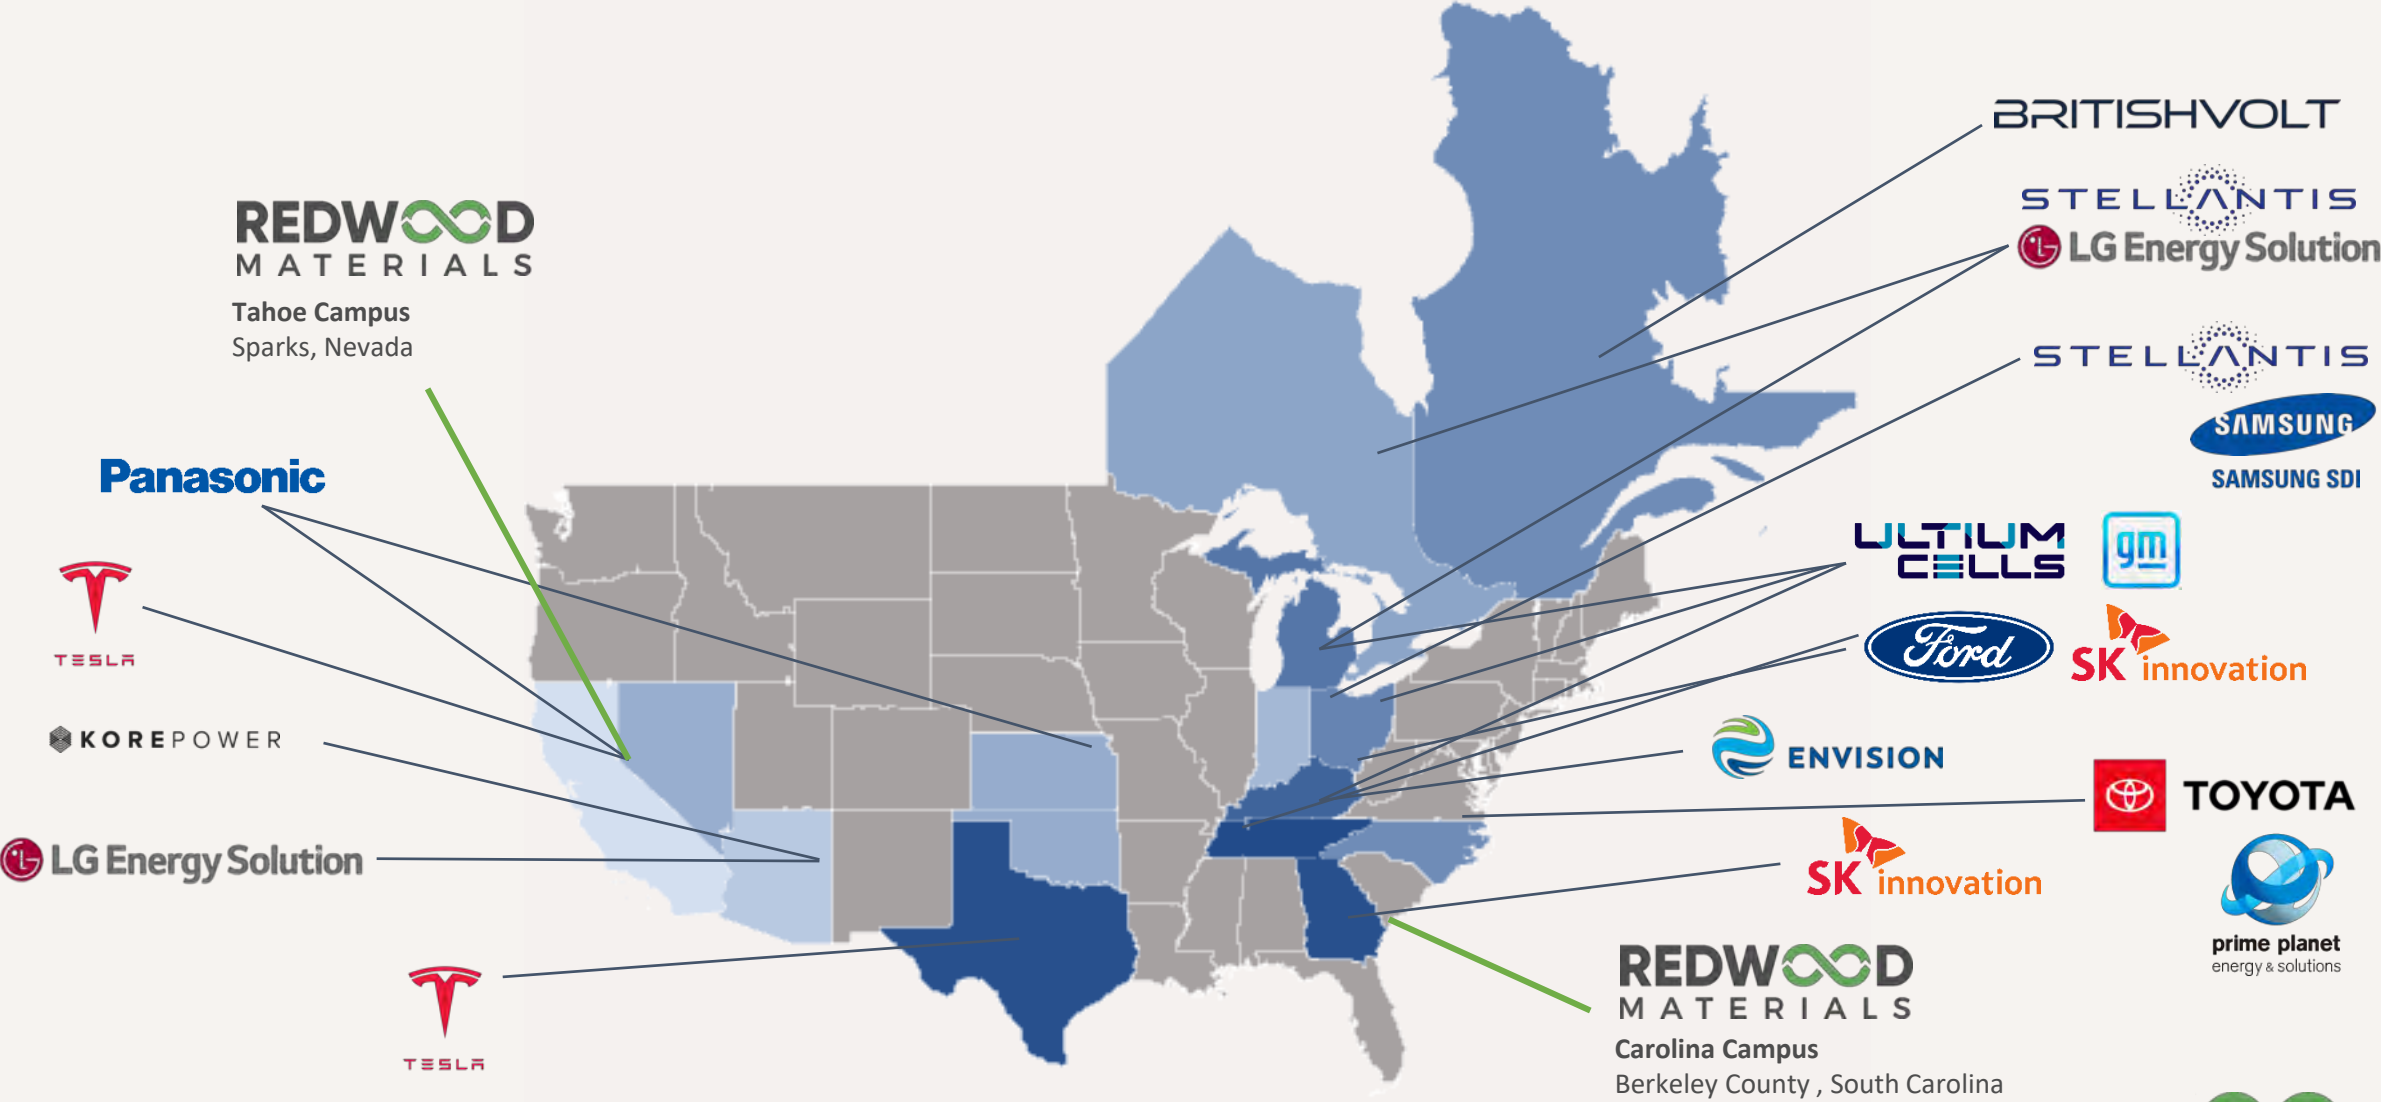 BRITISHVOLT
STELLANTIS
LG Energy Solution
REDWOOD
MATERIALS
Tahoe Campus
Sparks, Nevada
STELLANTIS
SAMSUNG
SAMSUNG SDI
Panasonic
ULTIUM
CELLS
gm
TESLA
Ford
SK innovation
KOREPOWER
ENVISION
TOYOTA
LG Energy Solution
SK innovation
prime planet
energy & solutions
REDWOOD
MATERIALS
Carolina Campus
Berkeley County , South Carolina
TESLA